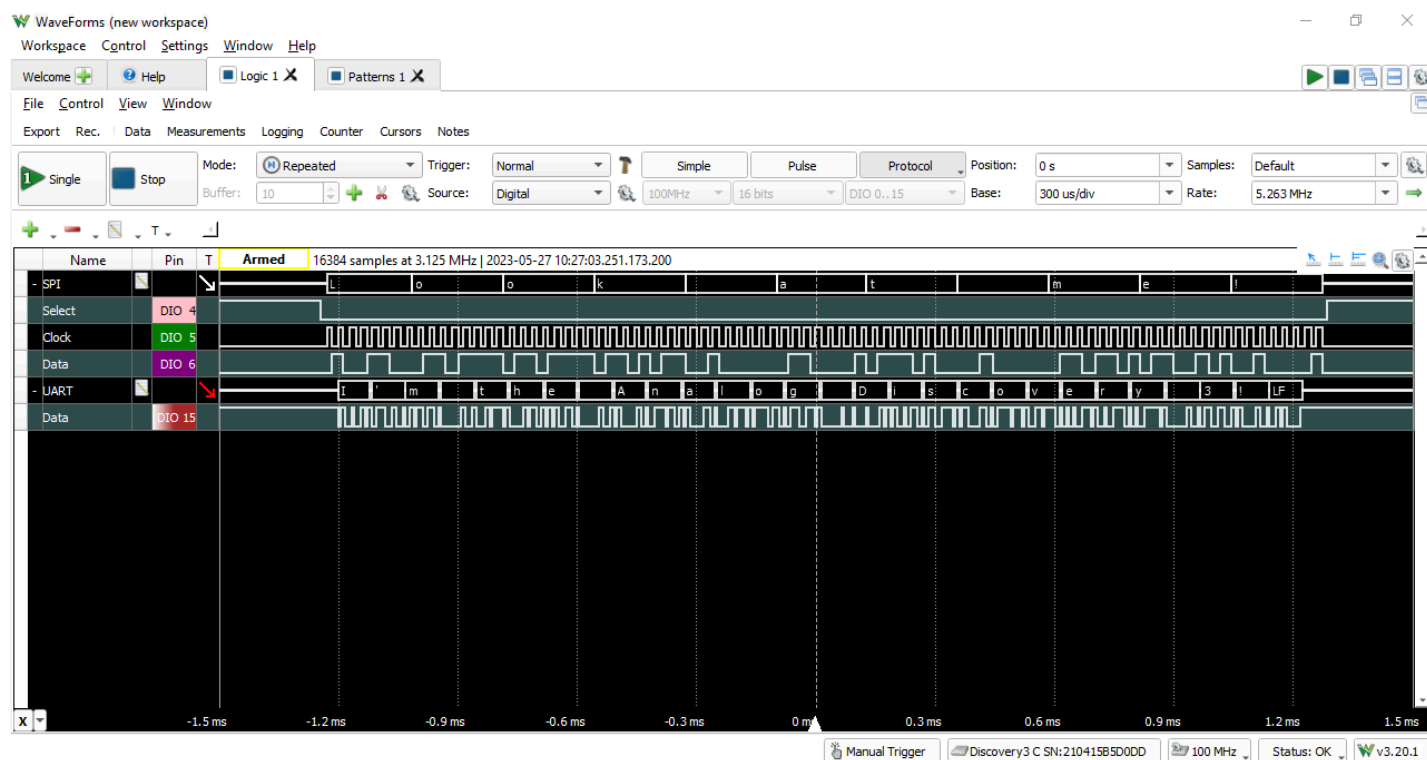 WaveForms (new workspace)
Workspace Control Settings Window Help
Welcome Help Logic 1 Patterns 1
File Control View Window
Export Rec. Data Measurements Logging Counter Cursors Notes
1 Single Stop Mode: Repeated Trigger: Normal Simple Pulse Protocol Position: 0 s Samples: Default
Buffer: 10 Source: Digital 100MHz 16 bits DIO 0..15 Base: 300 us/div Rate: 5.263 MHz
T
Name Pin T Armed 16384 samples at 3.125 MHz | 2023-05-27 10:27:03.251.173.200
- SPI L o o k a t m e !
Select DIO 4
Clock DIO 5
Data DIO 6
- UART I ' m t h e A n a l o g D i s c o v e r y 3 ! LF
Data DIO 15
X -1.5 ms -1.2 ms -0.9 ms -0.6 ms -0.3 ms 0 ms 0.3 ms 0.6 ms 0.9 ms 1.2 ms 1.5 ms
Manual Trigger Discovery3 C SN:210415B5D0DD 100 MHz Status: OK v3.20.1